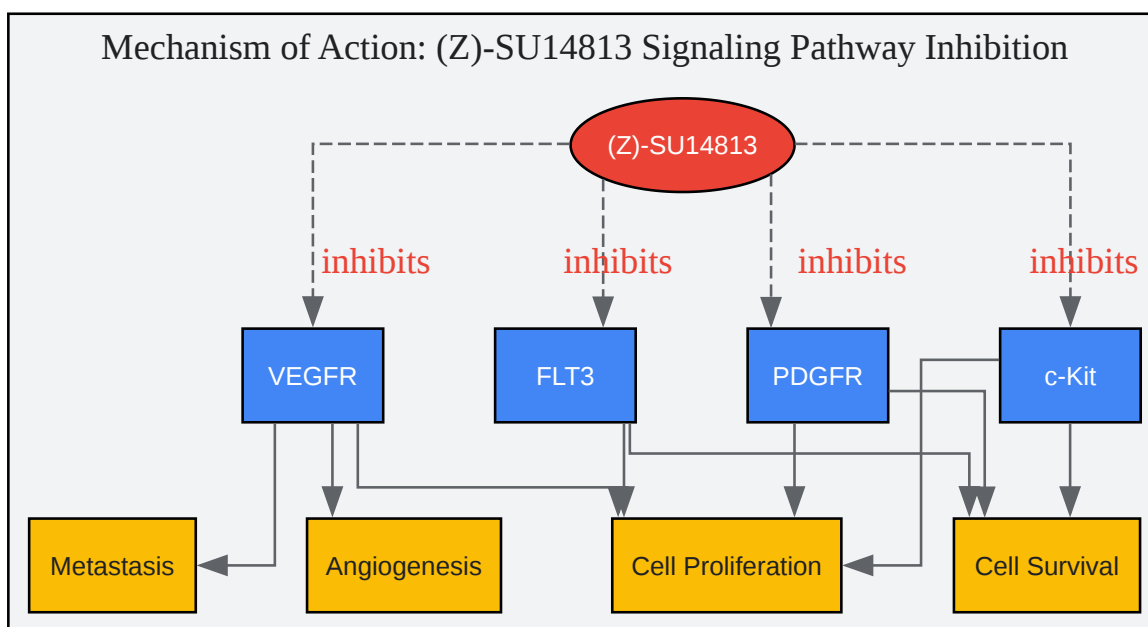 Mechanism of Action: (Z)-SU14813 Signaling Pathway Inhibition
(Z)-SU14813
inhibits
inhibits
inhibits
inhibits
VEGFR
FLT3
PDGFR
c-Kit
Metastasis
Angiogenesis
Cell Proliferation
Cell Survival